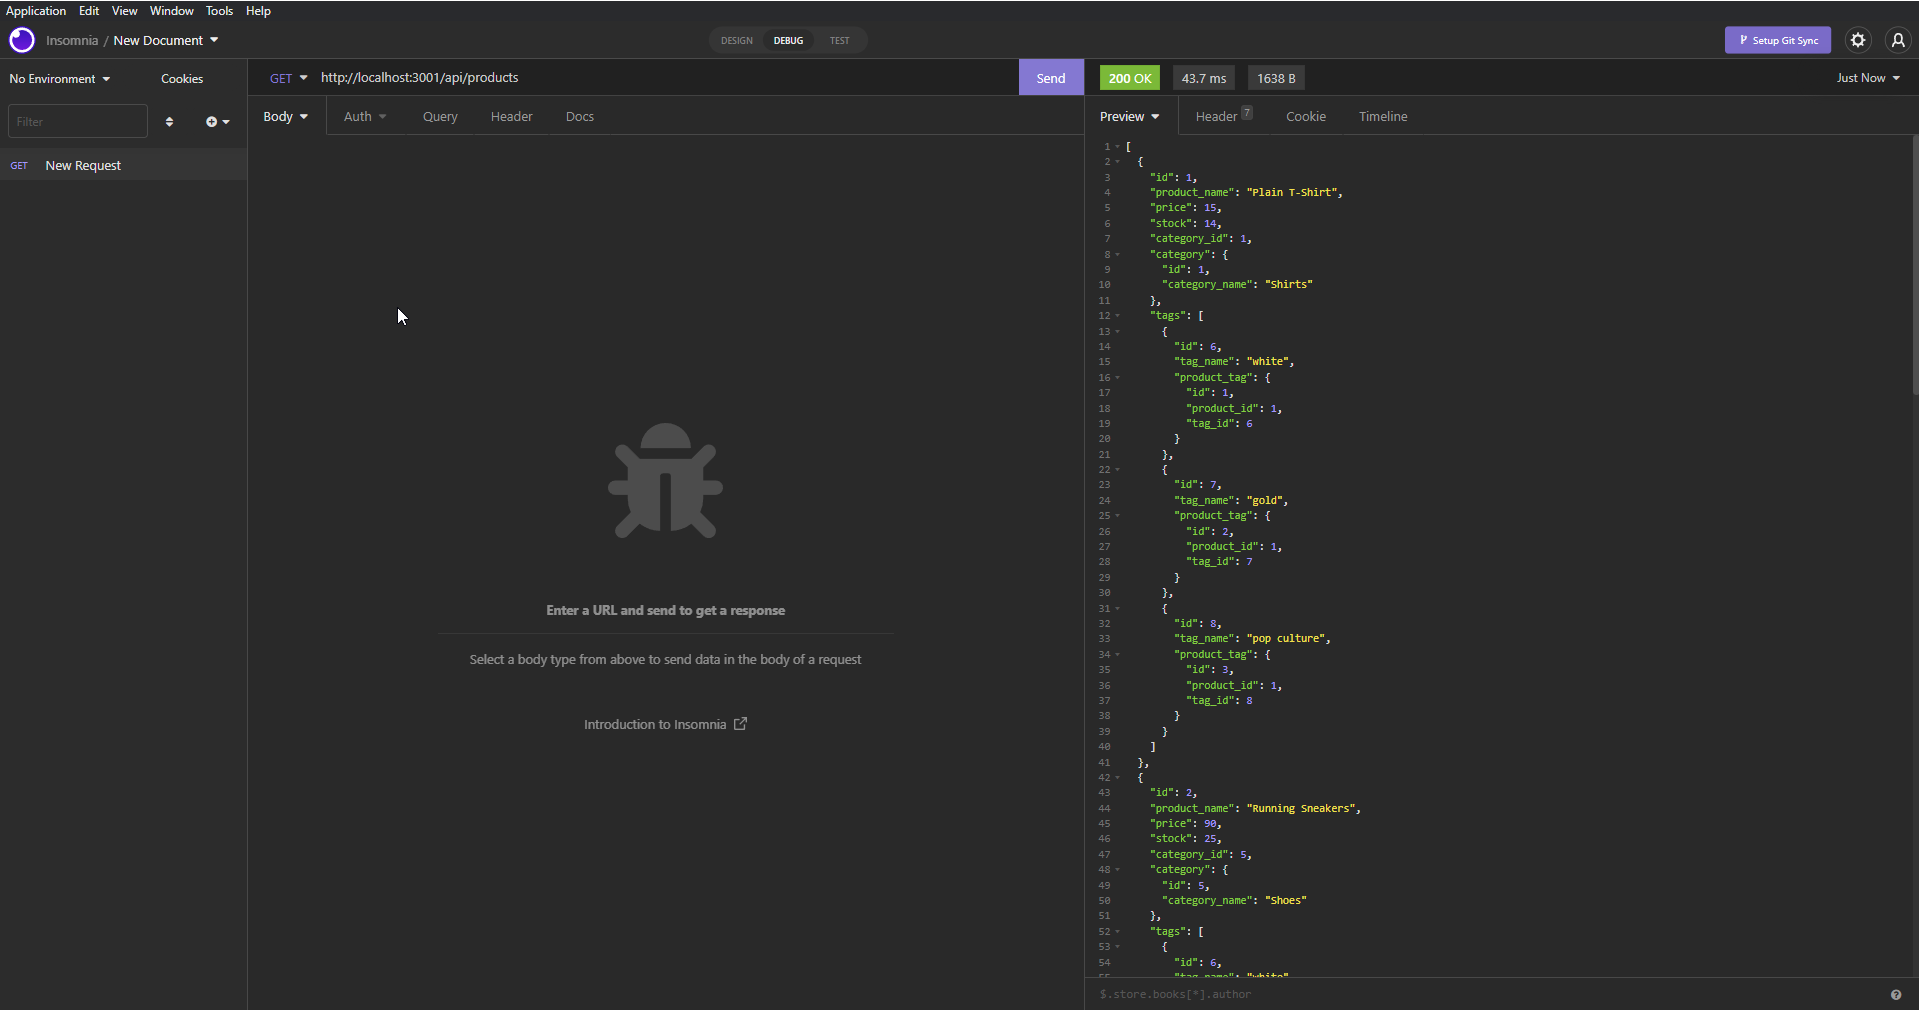 Application Edit View Window Tools Help
Insomnia / New Document
DESIGN DEBUG TEST
Setup Git Sync
No Environment Cookies
GET http://localhost:3001/api/products Send
200 OK 43.7 ms 1638 B Just Now
Filter
Body Auth Query Header Docs
Preview Header 7 Cookie Timeline
GET New Request
Enter a URL and send to get a response
Select a body type from above to send data in the body of a request
Introduction to Insomnia
1 [
2 {
3 "id": 1,
4 "product_name": "Plain T-Shirt",
5 "price": 15,
6 "stock": 14,
7 "category_id": 1,
8 "category": {
9 "id": 1,
10 "category_name": "Shirts"
11 },
12 "tags": [
13 {
14 "id": 6,
15 "tag_name": "white",
16 "product_tag": {
17 "id": 1,
18 "product_id": 1,
19 "tag_id": 6
20 }
21 },
22 {
23 "id": 7,
24 "tag_name": "gold",
25 "product_tag": {
26 "id": 2,
27 "product_id": 1,
28 "tag_id": 7
29 }
30 },
31 {
32 "id": 8,
33 "tag_name": "pop culture",
34 "product_tag": {
35 "id": 3,
36 "product_id": 1,
37 "tag_id": 8
38 }
39 }
40 ]
41 },
42 {
43 "id": 2,
44 "product_name": "Running Sneakers",
45 "price": 90,
46 "stock": 25,
47 "category_id": 5,
48 "category": {
49 "id": 5,
50 "category_name": "Shoes"
51 },
52 "tags": [
53 {
54 "id": 6,
55 "tag_name": "white"
$.store.books[*].author